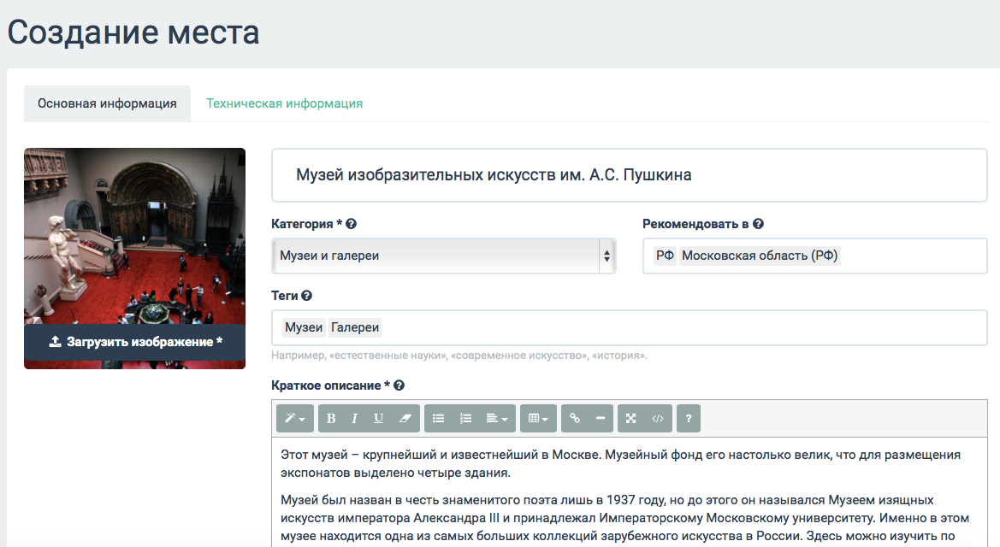 Создание места
Основная информация
Техническая информация
Загрузить изображение *
Музей изобразительных искусств им. А.С. Пушкина
Категория *
Рекомендовать в
Музеи и галереи
РФ Московская область (РФ)
Теги
Музеи Галереи
Например, «естественные науки», «современное искусство», «история».
Краткое описание *
B I U </> ?
Этот музей – крупнейший и известнейший в Москве. Музейный фонд его настолько велик, что для размещения
экспонатов выделено четыре здания.
Музей был назван в честь знаменитого поэта лишь в 1937 году, но до этого он назывался Музеем изящных
искусств императора Александра III и принадлежал Императорскому Московскому университету. Именно в этом
музее находится одна из самых больших коллекций зарубежного искусства в России. Здесь можно изучить по